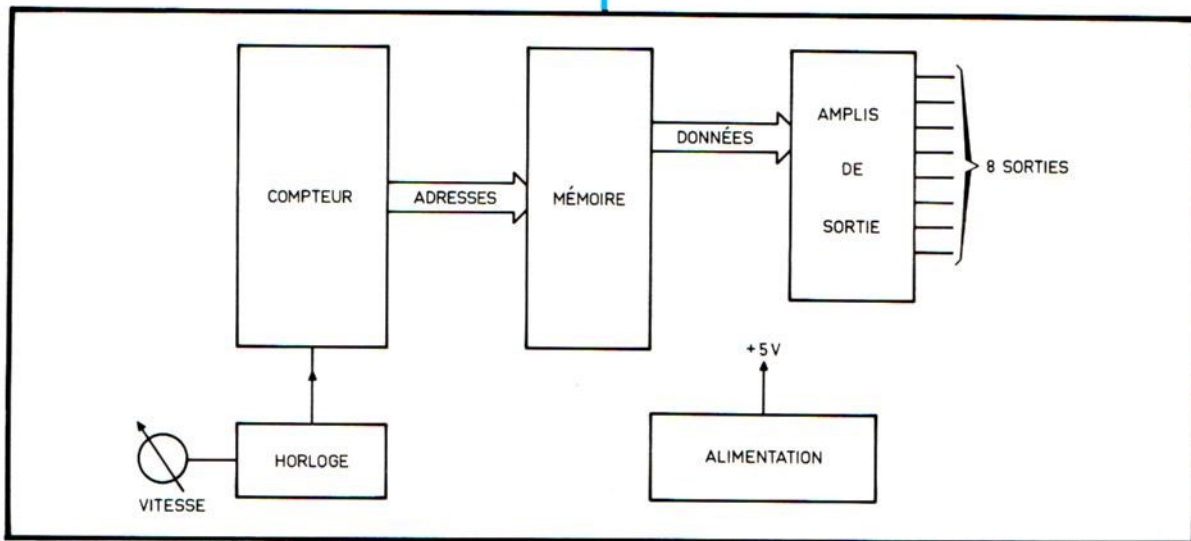 COMPTEUR
ADRESSES
MÉMOIRE
DONNÉES
AMPLIS
DE
SORTIE
8 SORTIES
HORLOGE
VITESSE
+5V
ALIMENTATION